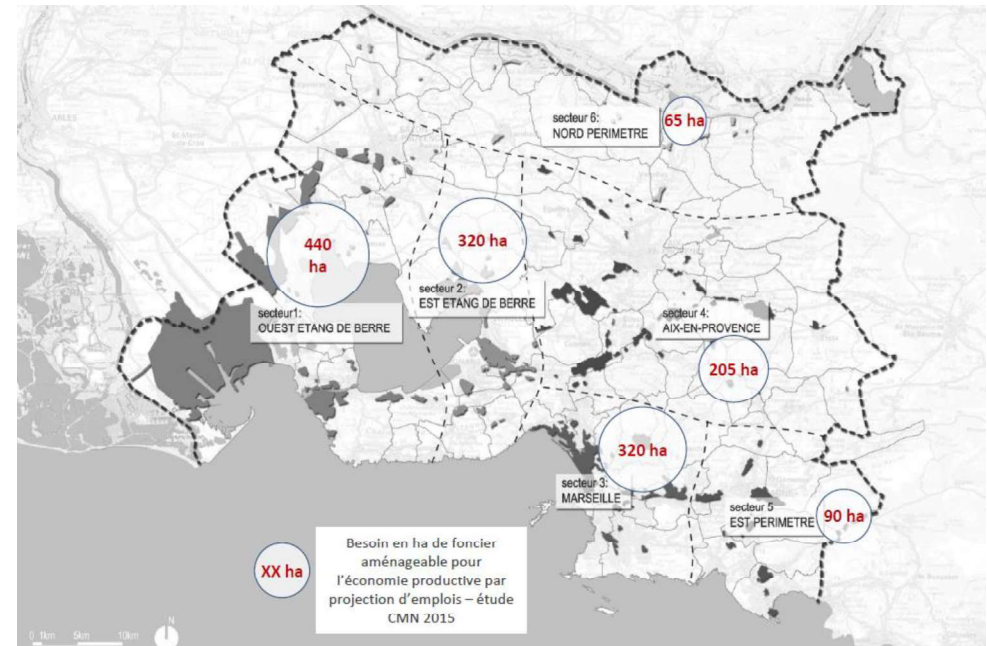 ARLES
secteur 6:
NORD PERIMETRE
65 ha
440
ha
320 ha
secteur 2:
EST ETANG DE BERRE
secteur1:
OUEST ETANG DE BERRE
secteur 4:
AIX-EN-PROVENCE
205 ha
320 ha
secteur 3:
MARSEILLE
secteur 5
EST PERIMETRE
90 ha
XX ha
Besoin en ha de foncier
aménageable pour
l'économie productive par
projection d'emplois – étude
CMN 2015
N
0 1km 5km 10km